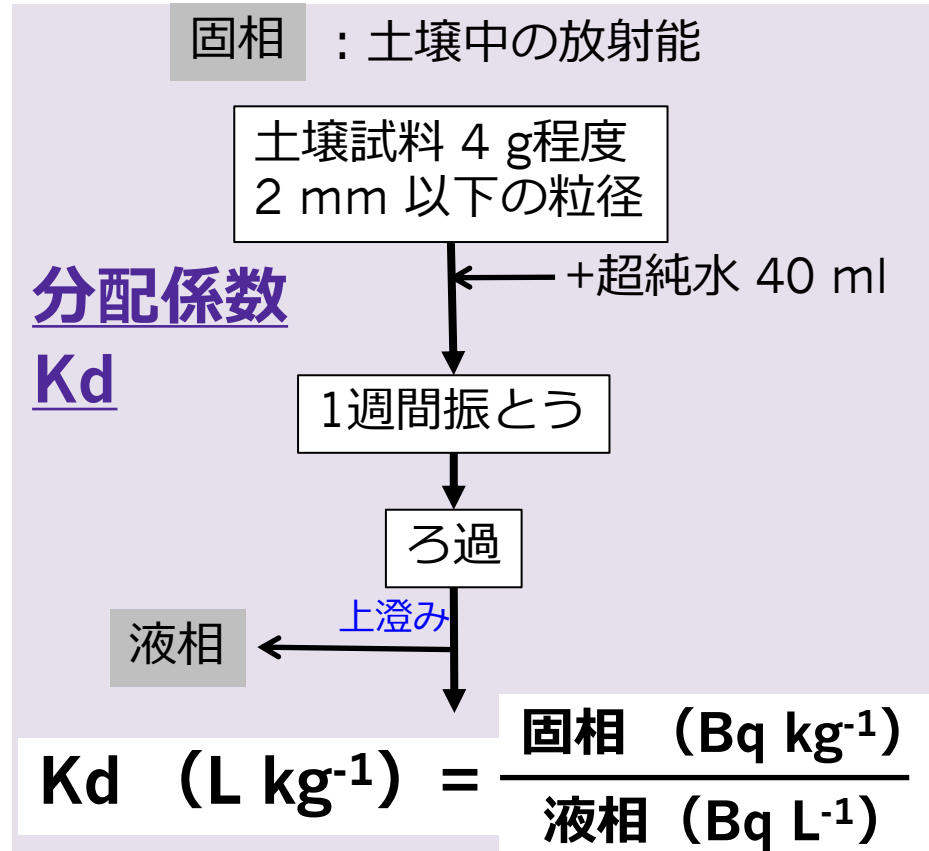 固相 ：土壌中の放射能
土壌試料 4 g程度
2 mm 以下の粒径
+超純水 40 ml
分配係数
Kd
1週間振とう
ろ過
上澄み
液相
Kd （L kg-1）=
固相 （Bq kg-1）
液相（Bq L-1）